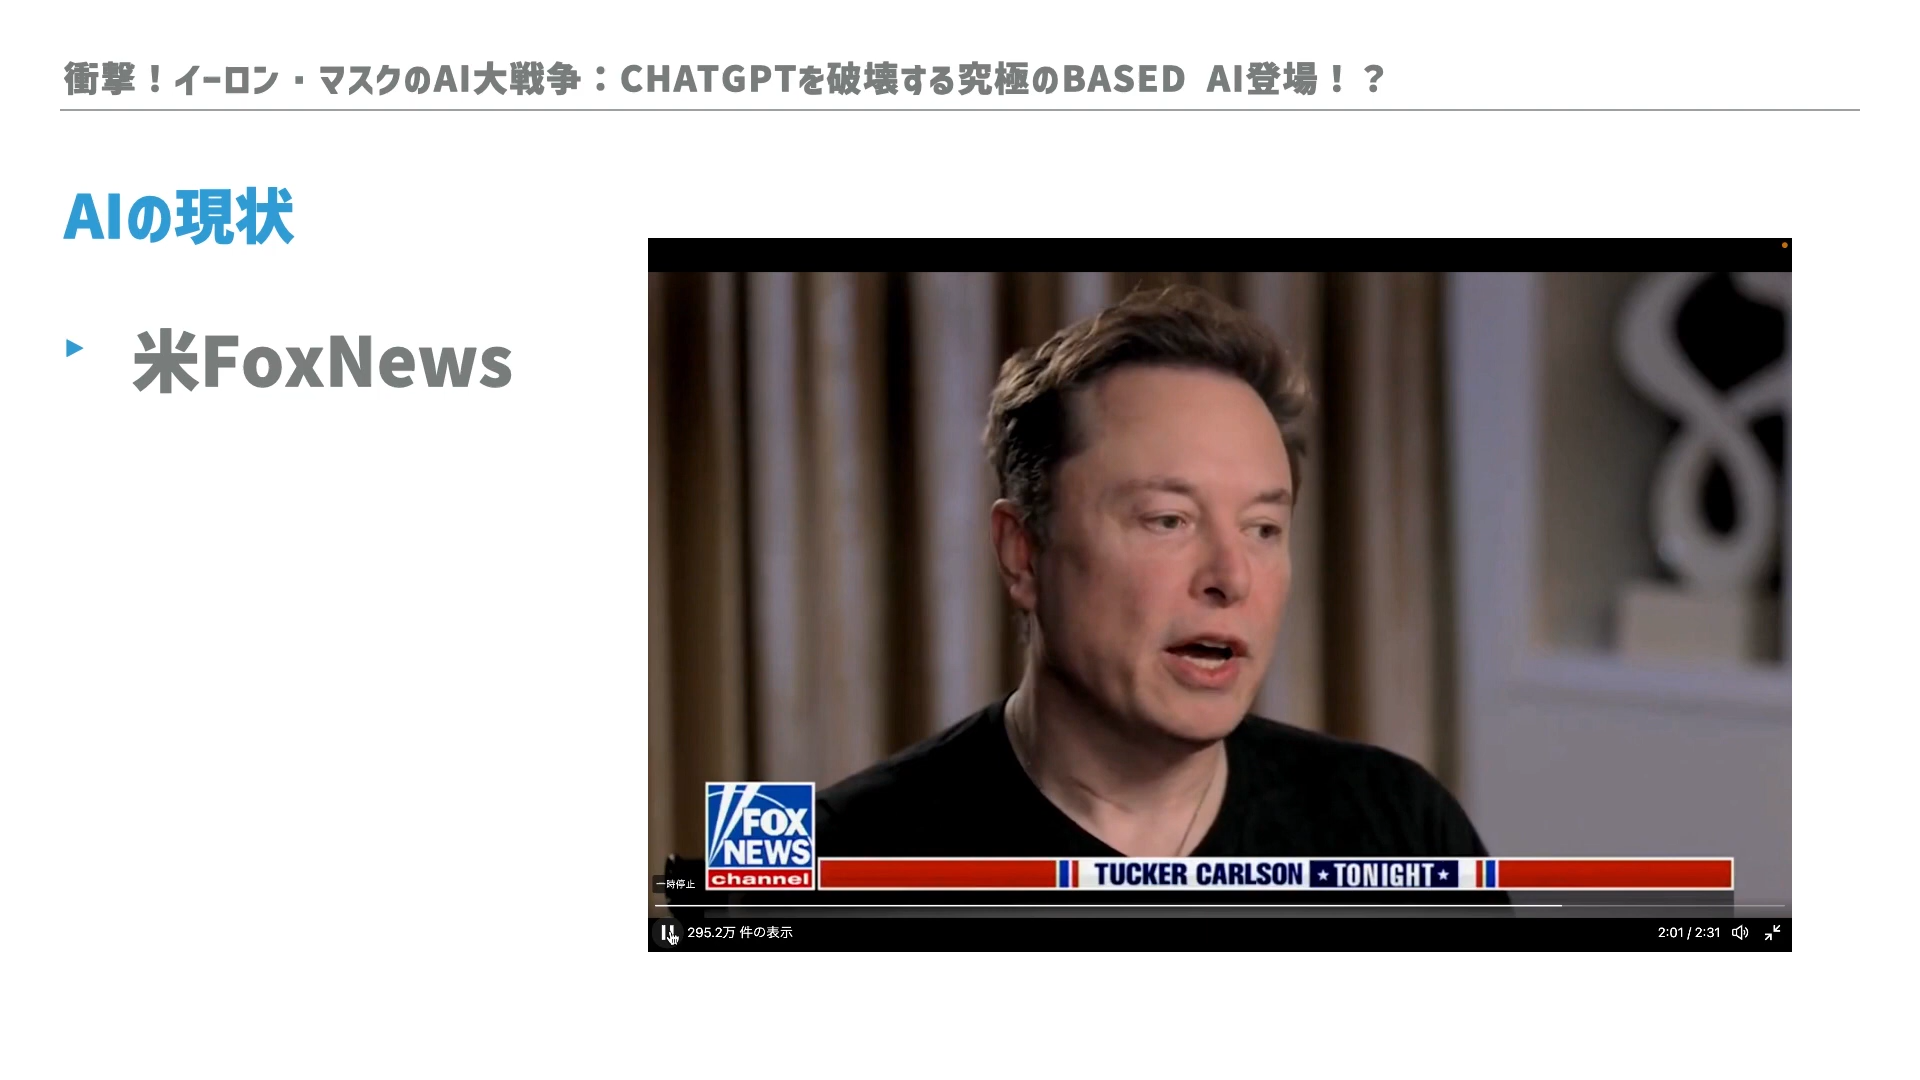 衝撃！イーロン・マスクのAI大戦争：CHATGPTを破壊する究極のBASED AI登場！？
AIの現状
米FoxNews
FOX
NEWS
channel
TUCKER CARLSON TONIGHT
一時停止
295.2万 件の表示
2:01 / 2:31